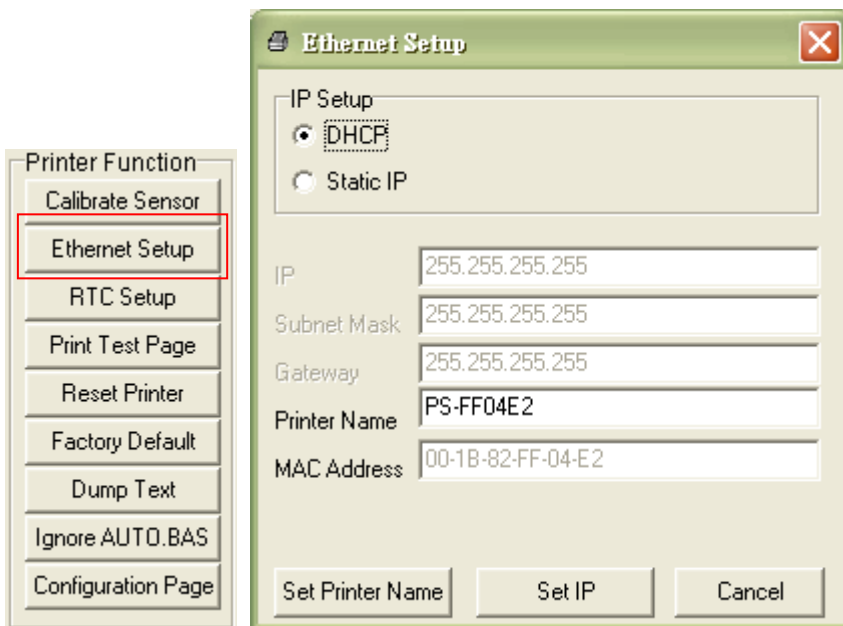 Printer Function
Calibrate Sensor
Ethernet Setup
RTC Setup
Print Test Page
Reset Printer
Factory Default
Dump Text
Ignore AUTO.BAS
Configuration Page
Ethernet Setup
IP Setup
DHCP
Static IP
IP 255.255.255.255
Subnet Mask 255.255.255.255
Gateway 255.255.255.255
Printer Name PS-FF04E2
MAC Address 00-1B-82-FF-04-E2
Set Printer Name Set IP Cancel